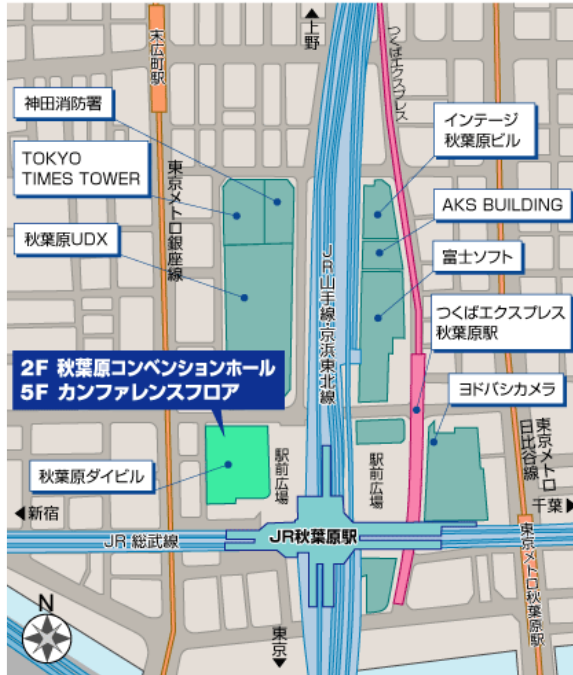 ▲上野
末広町駅
つくばエクスプレス
神田消防署
インテージ
秋葉原ビル
TOKYO
TIMES TOWER
東京メトロ銀座線
AKS BUILDING
秋葉原UDX
JR山手線・京浜東北線
富士ソフト
つくばエクスプレス
秋葉原駅
2F 秋葉原コンベンションホール
5F カンファレンスフロア
ヨドバシカメラ
東京メトロ
日比谷線
秋葉原ダイビル
駅前広場
駅前広場
◀新宿
千葉▶
JR秋葉原駅
JR総武線
東京メトロ秋葉原駅
N
東京▼